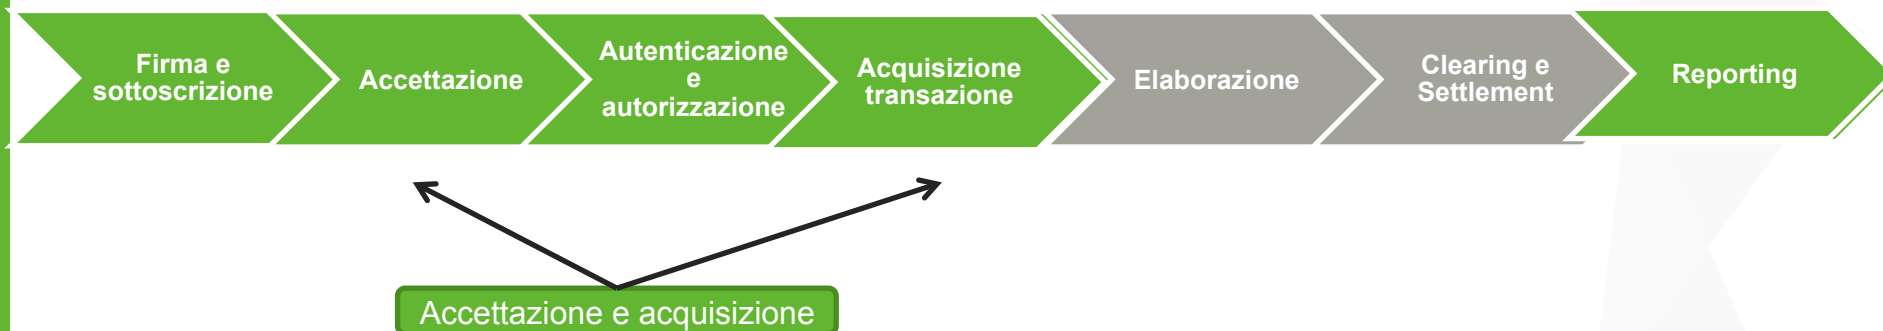 Firma e
sottoscrizione
Accettazione
Autenticazione
e
autorizzazione
Acquisizione
transazione
Elaborazione
Clearing e
Settlement
Reporting
Accettazione e acquisizione